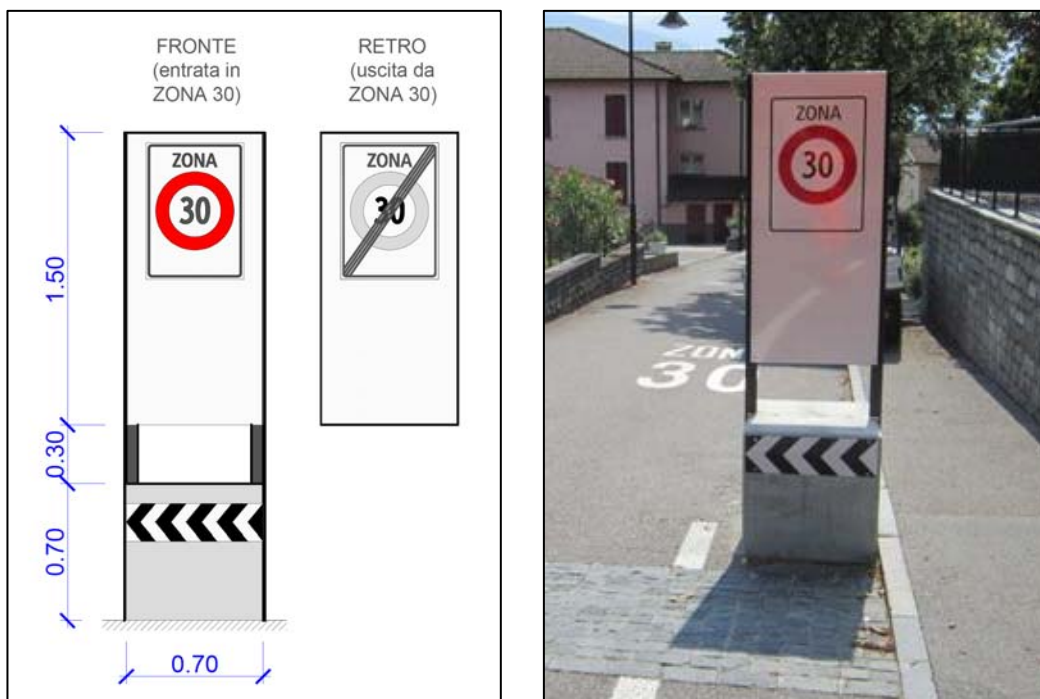 FRONTE
(entrata in
ZONA 30)
RETRO
(uscita da
ZONA 30)
ZONA
30
ZONA
30
1.50
0.30
0.70
0.70
ZONA
30
ZONA
30